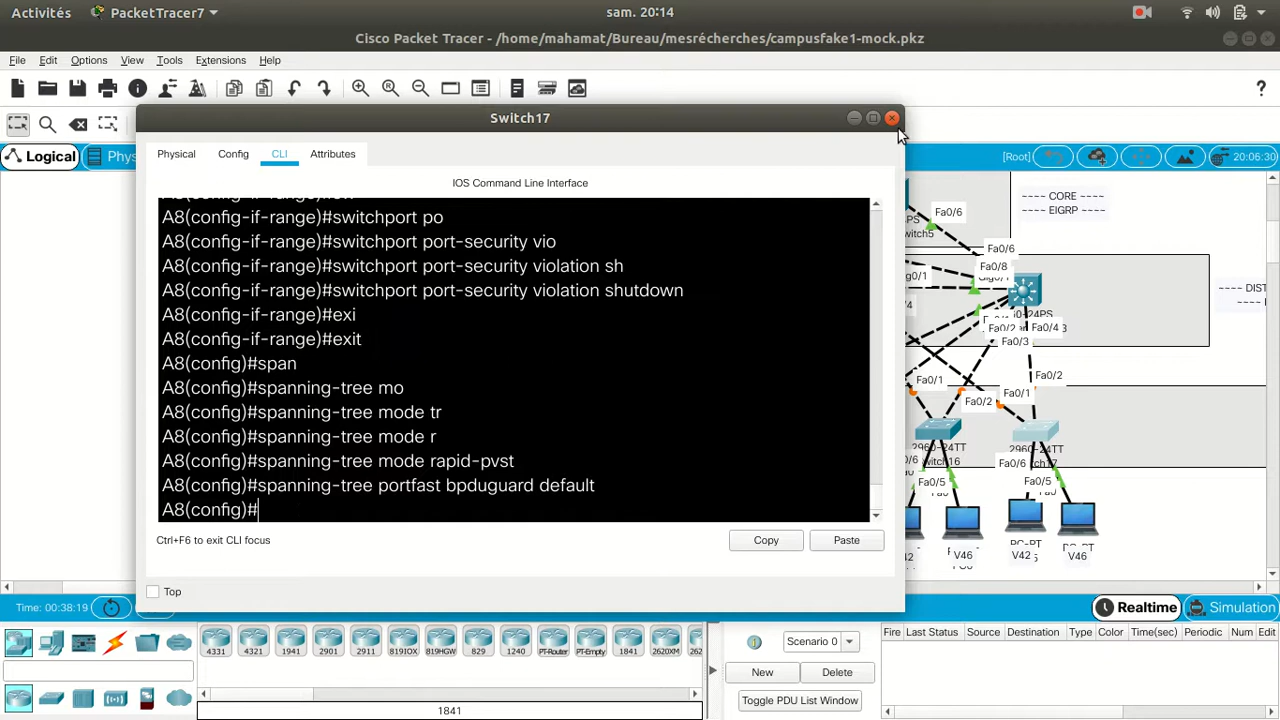 Activités
PacketTracer7
sam. 20:14
Cisco Packet Tracer - /home/mahamat/Bureau/mesrécherches/campusfake1-mock.pkz
File Edit Options View Tools Extensions Help
?
Logical
Phys
[Root]
20:06:30
Switch17
Physical Config CLI Attributes
IOS Command Line Interface
A8(config-if-range)#switchport po
A8(config-if-range)#switchport port-security vio
A8(config-if-range)#switchport port-security violation sh
A8(config-if-range)#switchport port-security violation shutdown
A8(config-if-range)#exi
A8(config-if-range)#exit
A8(config)#span
A8(config)#spanning-tree mo
A8(config)#spanning-tree mode tr
A8(config)#spanning-tree mode r
A8(config)#spanning-tree mode rapid-pvst
A8(config)#spanning-tree portfast bpduguard default
A8(config)#
Ctrl+F6 to exit CLI focus
Copy
Paste
Top
---- CORE ----
EIGRP ----
Fa0/6
Fa0/6
Fa0/8
---- DIST
Fa0/4
Fa0/3
Fa0/2
Fa0/1
Fa0/1
Fa0/2
2960-24TT
Fa0/6
Fa0/5
Fa0/5
V46
V42
V46
Time: 00:38:19
Realtime
Simulation
4331 4321 1941 2901 2911 819IOX 819HGW 829 1240 PT-Router PT-Empty 1841 2620XM
1841
Scenario 0
New
Delete
Toggle PDU List Window
Fire Last Status Source Destination Type Color Time(sec) Periodic Num Edit